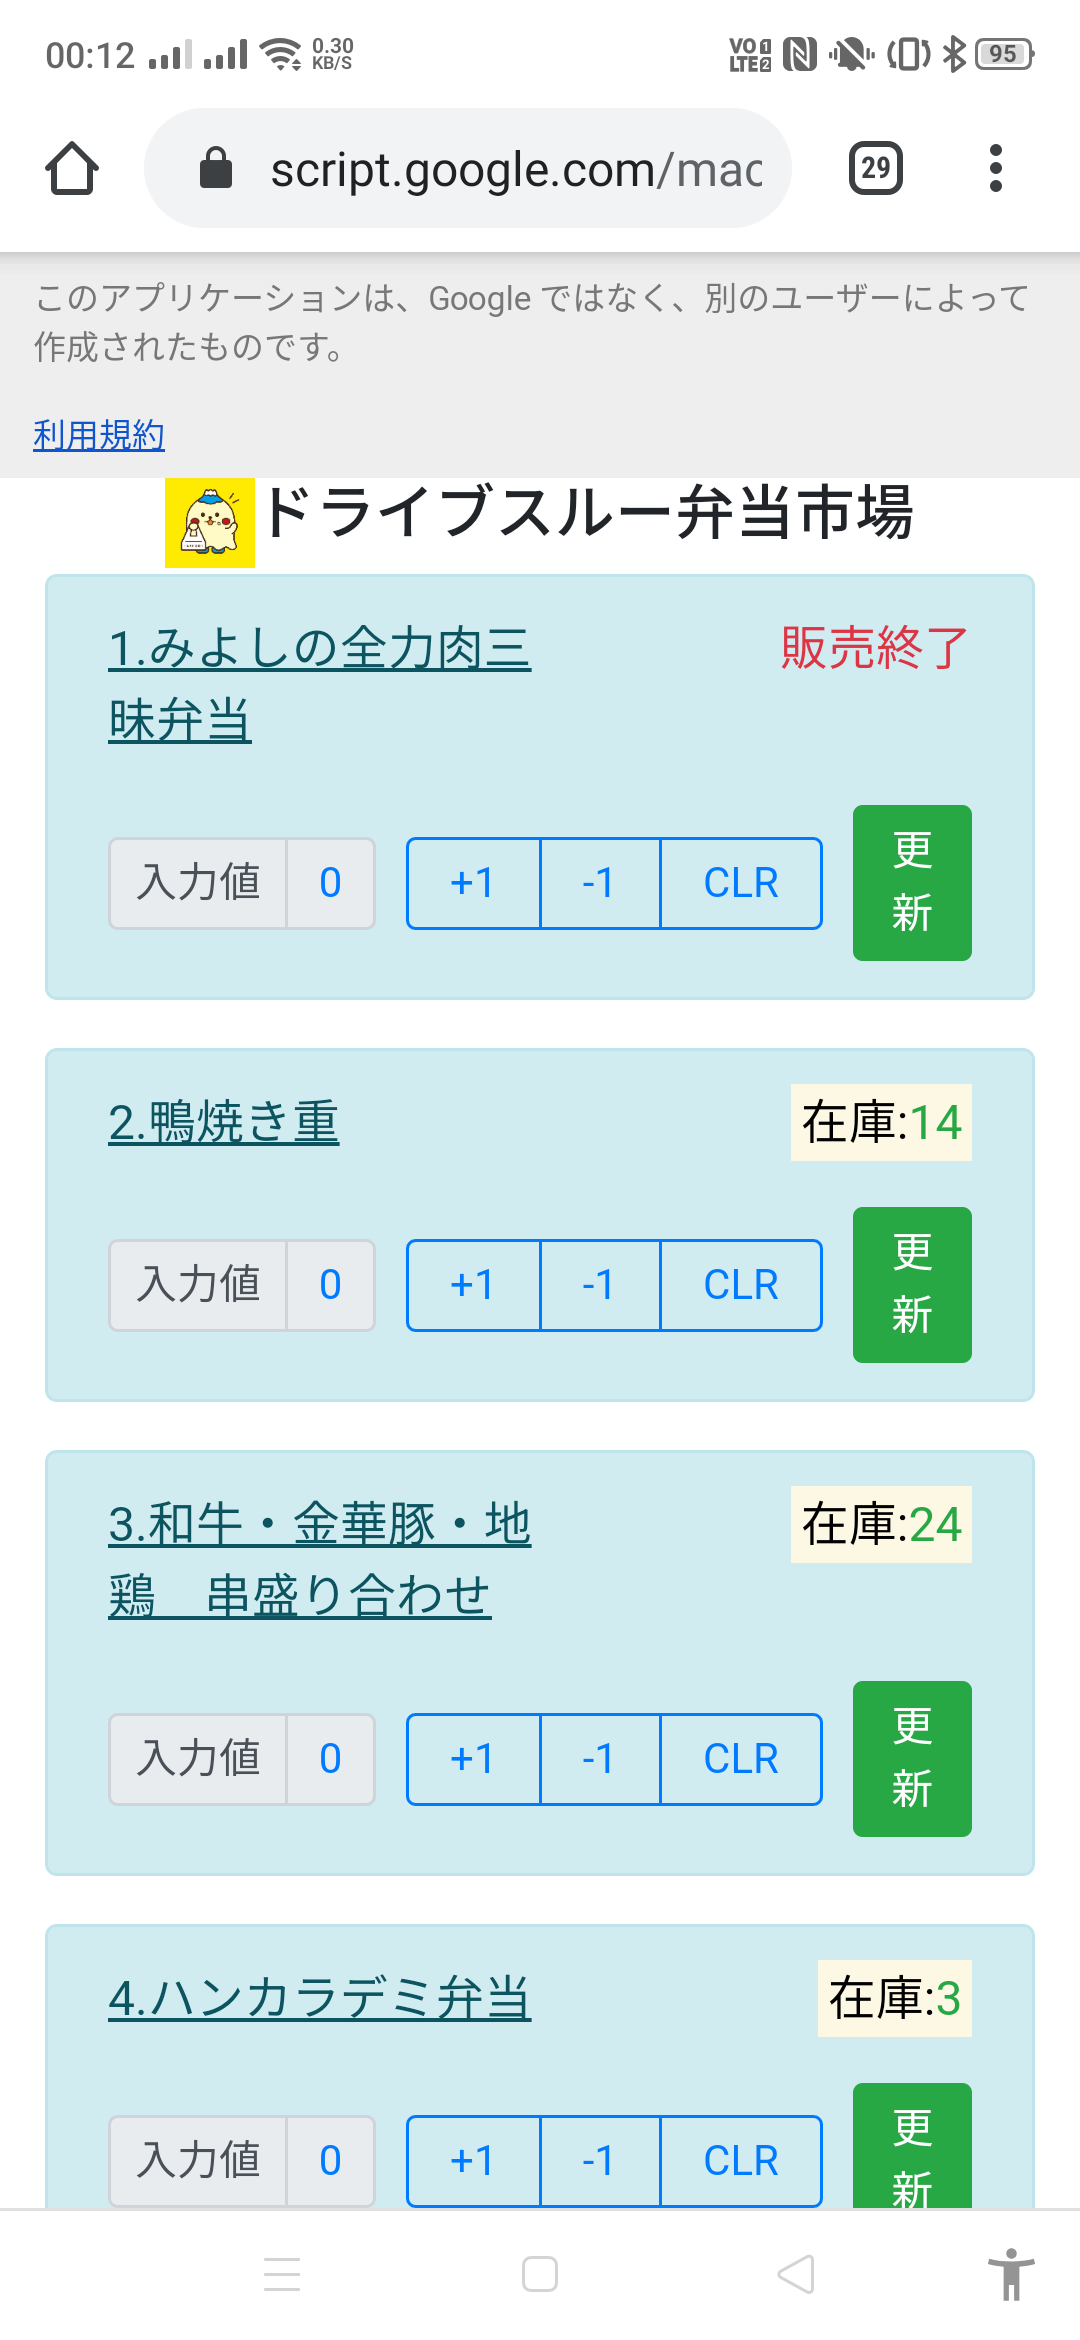 00:12
0.30
KB/S
VO 1
LTE 2
95
script.google.com/mac
29
このアプリケーションは、Google ではなく、別のユーザーによって
作成されたものです。
利用規約
ドライブスルー弁当市場
1.みよしの全力肉三
昧弁当
販売終了
入力値 0 +1 -1 CLR 更
新
2.鴨焼き重
在庫:14
入力値 0 +1 -1 CLR 更
新
3.和牛・金華豚・地
鶏　串盛り合わせ
在庫:24
入力値 0 +1 -1 CLR 更
新
4.ハンカラデミ弁当
在庫:3
入力値 0 +1 -1 CLR 更
新